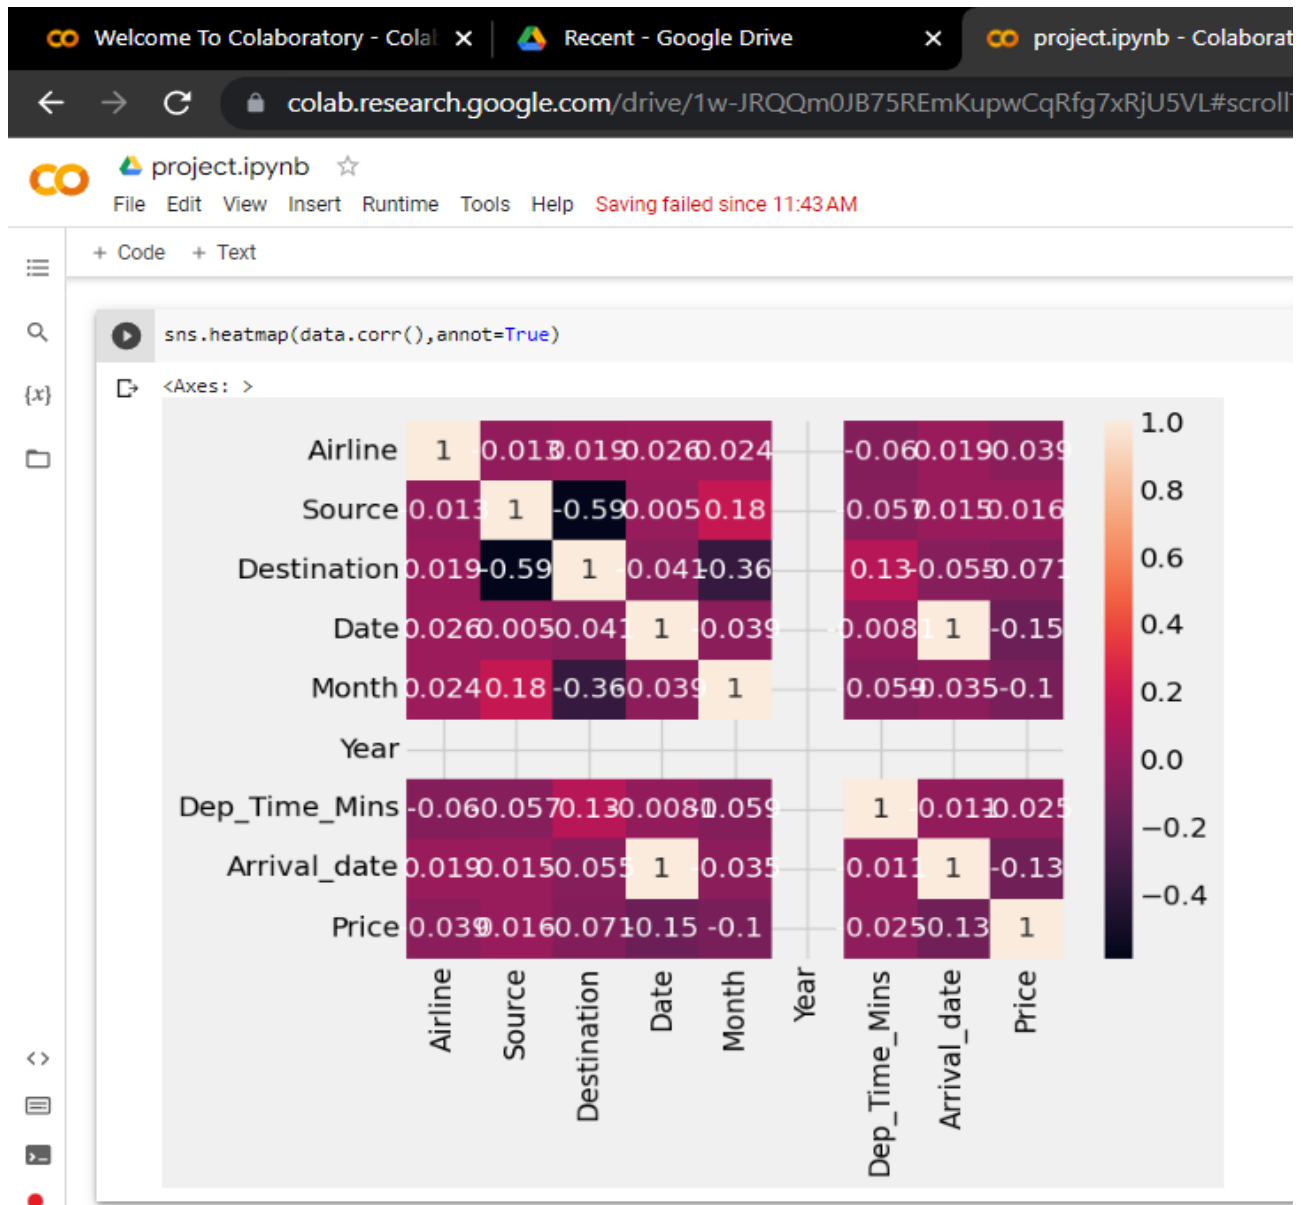 Welcome To Colaboratory - Colab
Recent - Google Drive
project.ipynb - Colaborat
colab.research.google.com/drive/1w-JRQQm0JB75REmKupwCqRfg7xRjU5VL#scroll
project.ipynb
File Edit View Insert Runtime Tools Help Saving failed since 11:43 AM
+ Code + Text
sns.heatmap(data.corr(),annot=True)
{x}
<Axes: >
Airline 1 -0.013 0.019 0.026 0.024 -0.06 0.019 0.039
Source 0.013 1 -0.59 0.005 0.18 -0.057 0.015 0.016
Destination 0.019 -0.59 1 -0.041 -0.36 0.13 -0.055 0.071
Date 0.026 0.005 -0.041 1 -0.039 -0.0081 1 -0.15
Month 0.024 0.18 -0.36 0.039 1 0.059 -0.035 -0.1
Year
Dep_Time_Mins -0.06 0.057 0.13 -0.0081 0.059 1 -0.011 0.025
Arrival_date 0.019 0.015 0.055 1 -0.035 -0.011 1 -0.13
Price 0.039 0.016 0.071 -0.15 -0.1 0.025 -0.13 1
Airline
Source
Destination
Date
Month
Year
Dep_Time_Mins
Arrival_date
Price
1.0
0.8
0.6
0.4
0.2
0.0
−0.2
−0.4